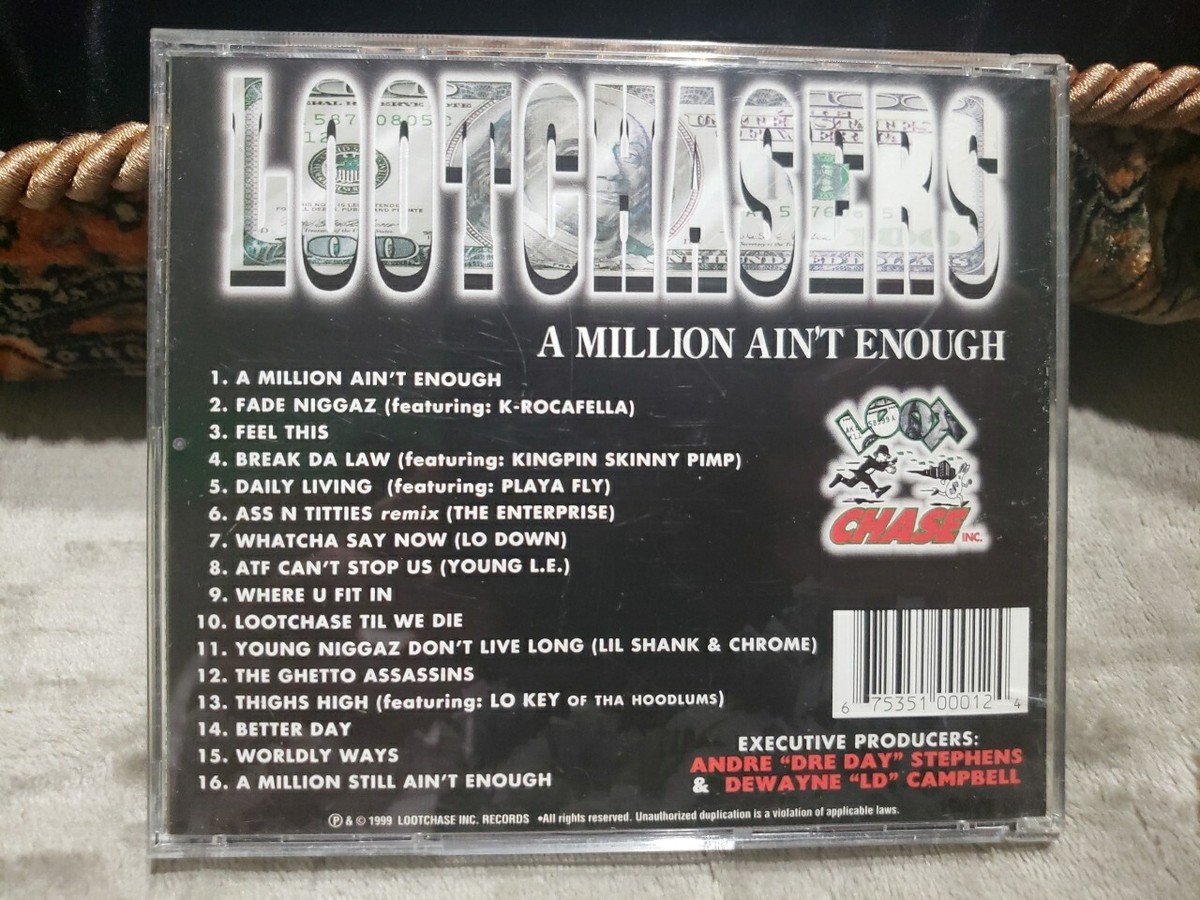 LOOTCHASERS
A MILLION AIN'T ENOUGH
1. A MILLION AIN'T ENOUGH
2. FADE NIGGAZ (featuring: K-ROCAFELLA)
3. FEEL THIS
4. BREAK DA LAW (featuring: KINGPIN SKINNY PIMP)
5. DAILY LIVING (featuring: PLAYA FLY)
6. ASS N TITTIES remix (THE ENTERPRISE)
7. WHATCHA SAY NOW (LO DOWN)
8. ATF CAN'T STOP US (YOUNG L.E.)
9. WHERE U FIT IN
10. LOOTCHASE TIL WE DIE
11. YOUNG NIGGAZ DON'T LIVE LONG (LIL SHANK & CHROME)
12. THE GHETTO ASSASSINS
13. THIGHS HIGH (featuring: LO KEY OF THA HOODLUMS)
14. BETTER DAY
15. WORLDLY WAYS
16. A MILLION STILL AIN'T ENOUGH
LOOT
CHASE INC.
6 75351 00012 4
EXECUTIVE PRODUCERS:
ANDRE "DRE DAY" STEPHENS
& DEWAYNE "LD" CAMPBELL
℗ & © 1999 LOOTCHASE INC. RECORDS •All rights reserved. Unauthorized duplication is a violation of applicable laws.